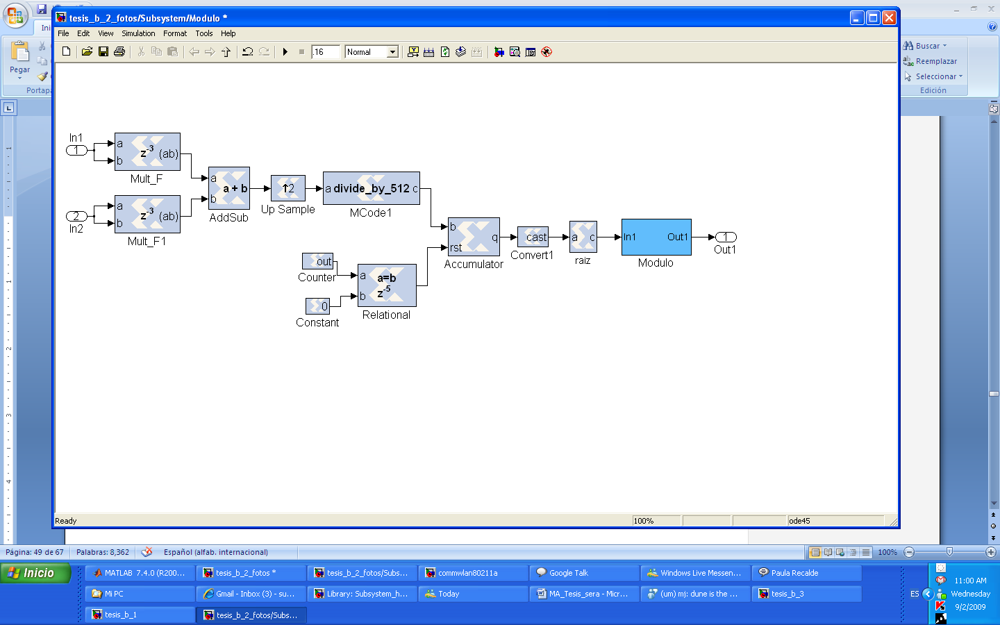 tesis_b_2_fotos/Subsystem/Modulo *
File Edit View Simulation Format Tools Help
.16 Normal
Ini
Pegar
Portapa
Buscar
Reemplazar
Seleccionar
Edición
In1
1
a
b
z-3 (ab)
Mult_F
2
In2
a
b
z-3 (ab)
Mult_F1
a
b
a + b
AddSub
↑2
Up Sample
a divide_by_512 c
MCode1
out
Counter
0
Constant
a
b
a=b
z-5
Relational
b
rst
q
Accumulator
cast
Convert1
a c
raiz
In1 Out1
Modulo
1
Out1
Ready 100% ode45
Página: 49 de 67 Palabras: 8,362 Español (alfab. internacional) 100%
Inicio
MATLAB 7.4.0 (R200... tesis_b_2_fotos * tesis_b_2_fotos/Subs... commwlan80211a Google Talk Windows Live Messen... Paula Recalde
Mi PC Gmail - Inbox (3) - su... Library: Subsystem_h... Today MA_Tesis_sera - Micr... (um) mj: dune is the ... tesis_b_3
tesis_b_1 tesis_b_2_fotos/Subs...
ES
11:00 AM
Wednesday
9/2/2009